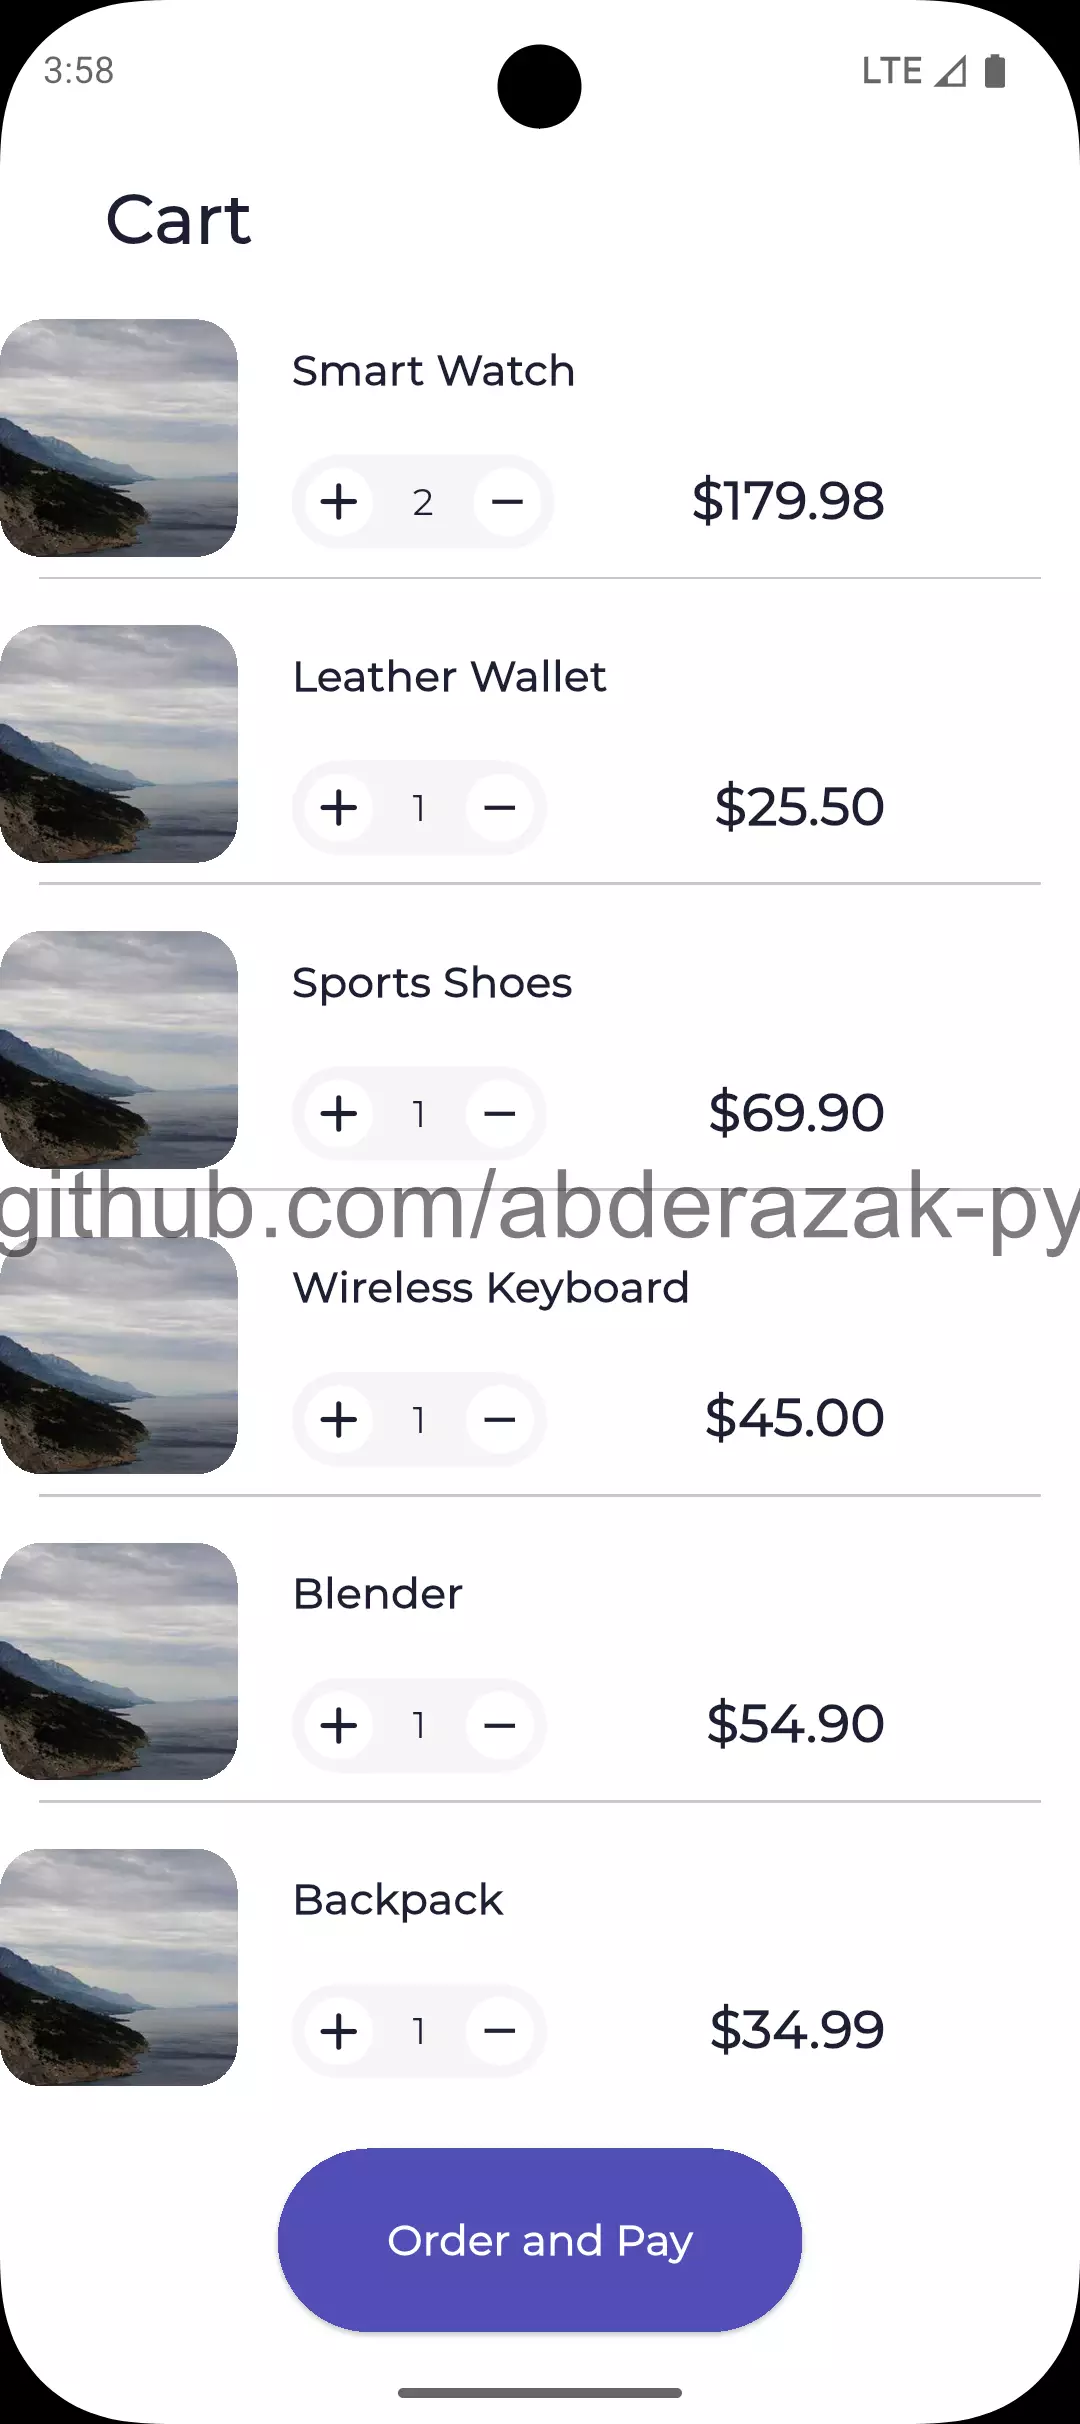 3:58
LTE
Cart
Smart Watch
2
$179.98
Leather Wallet
1
$25.50
Sports Shoes
1
$69.90
github.com/abderazak-py
Wireless Keyboard
1
$45.00
Blender
1
$54.90
Backpack
1
$34.99
Order and Pay